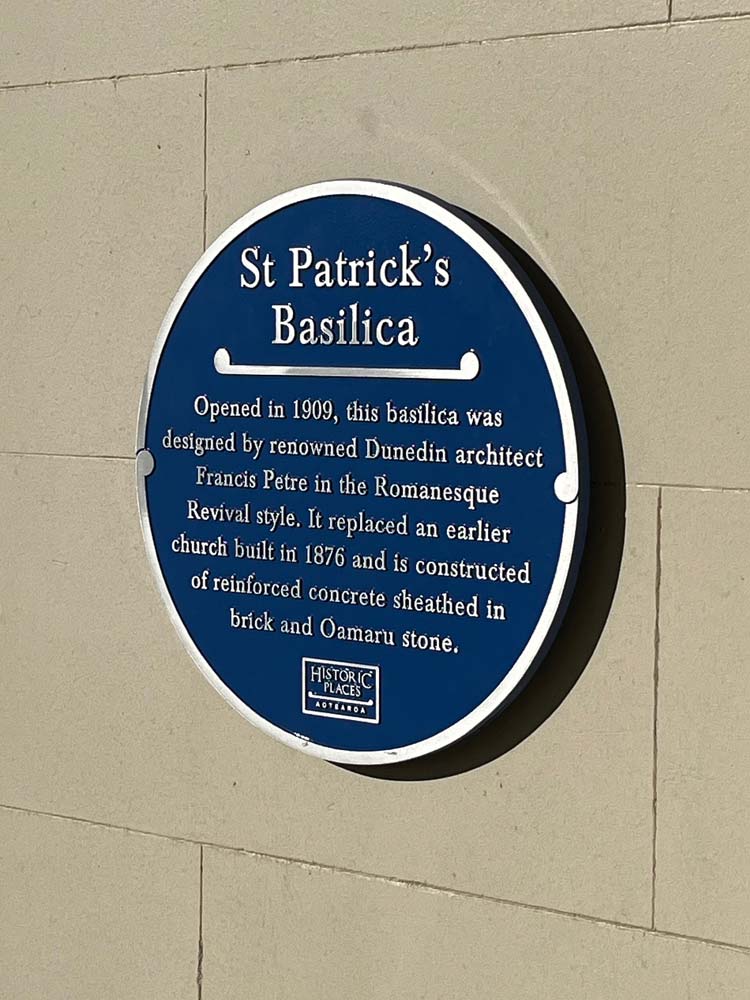 St Patrick's
Basilica
Opened in 1909, this basilica was
designed by renowned Dunedin architect
Francis Petre in the Romanesque
Revival style. It replaced an earlier
church built in 1876 and is constructed
of reinforced concrete sheathed in
brick and Oamaru stone.
HISTORIC
PLACES
AOTEAROA